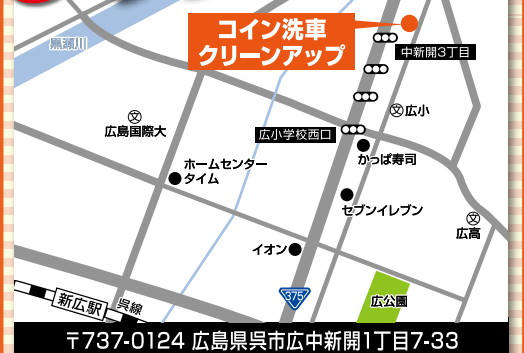 コイン洗車
クリーンアップ
黒瀬川
中新開3丁目
文
広小
文
広島国際大
広小学校西口
かっぱ寿司
ホームセンター
タイム
セブンイレブン
文
広高
イオン
375
広公園
新広駅
呉線
〒737-0124 広島県呉市広中新開1丁目7-33